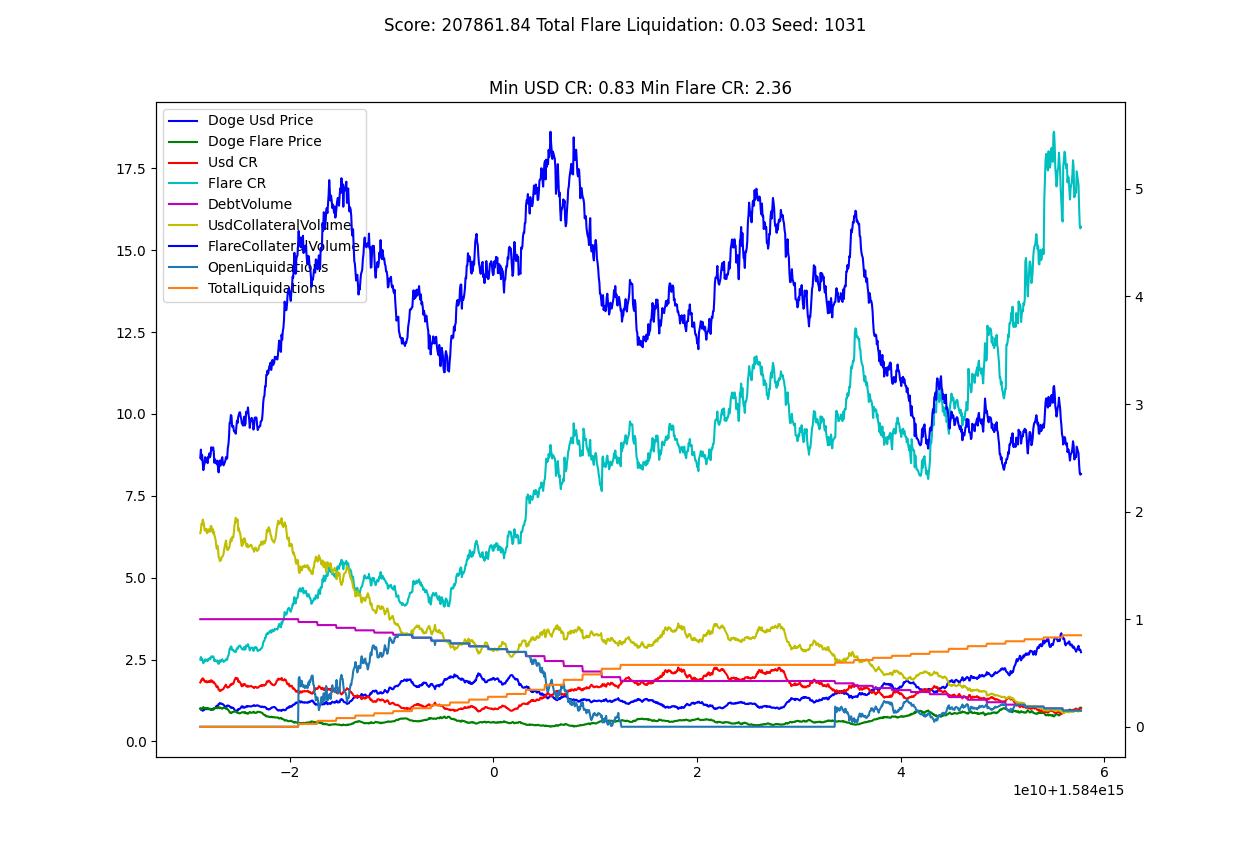 Score: 207861.84 Total Flare Liquidation: 0.03 Seed: 1031
Min USD CR: 0.83 Min Flare CR: 2.36
Doge Usd Price
Doge Flare Price
Usd CR
Flare CR
DebtVolume
UsdCollateralVolume
FlareCollateralVolume
OpenLiquidations
TotalLiquidations
17.5
15.0
12.5
10.0
7.5
5.0
2.5
0.0
5
4
3
2
1
0
−2 0 2 4 6
1e10+1.584e15